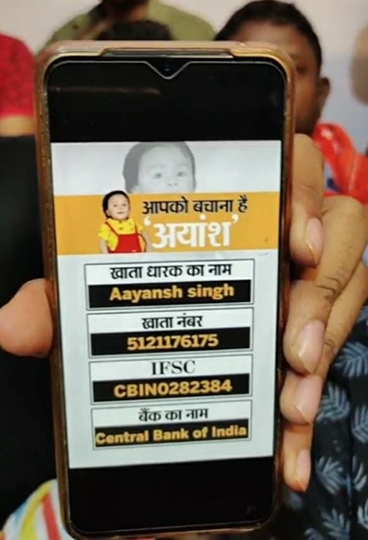 आपको बचाना है
'अयांश'
खाता धारक का नाम
Aayansh singh
खाता नंबर
5121176175
IFSC
CBIN0282384
बैंक का नाम
Central Bank of India